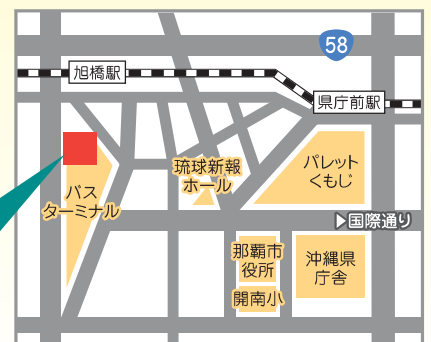 58
旭橋駅
県庁前駅
琉球新報
ホール
パレット
くもじ
バス
ターミナル
▶国際通り
那覇市
役所
沖縄県
庁舎
開南小